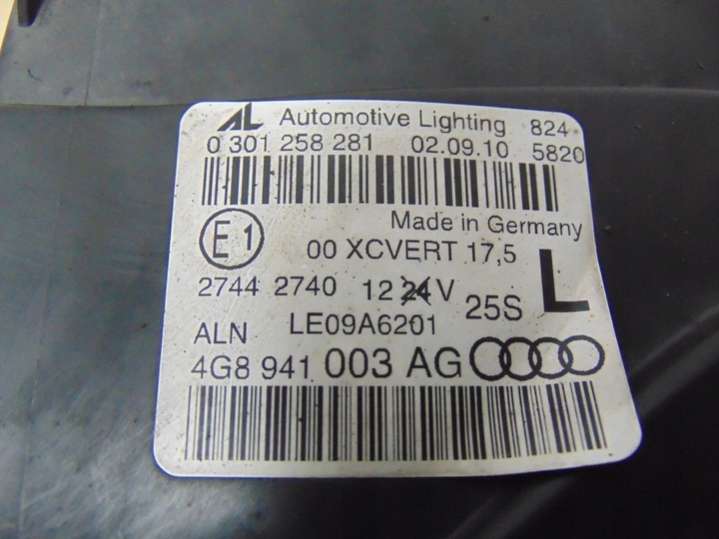 AL Automotive Lighting 824
0 301 258 281 02.09.10 5820
Made in Germany
E1 00 XCVERT 17,5
2744 2740 12 24 V 25S L
ALN LE09A6201
4G8 941 003 AG